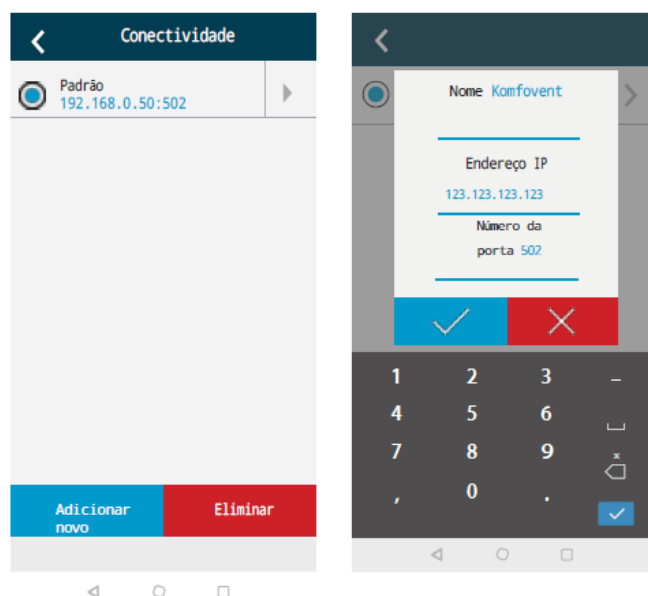 Conectividade
Padrão
192.168.0.50:502
Adicionar
novo
Eliminar
Nome Komfovent
Endereço IP
123.123.123.123
Número da
porta 502
1 2 3 –
4 5 6
7 8 9
, 0 .